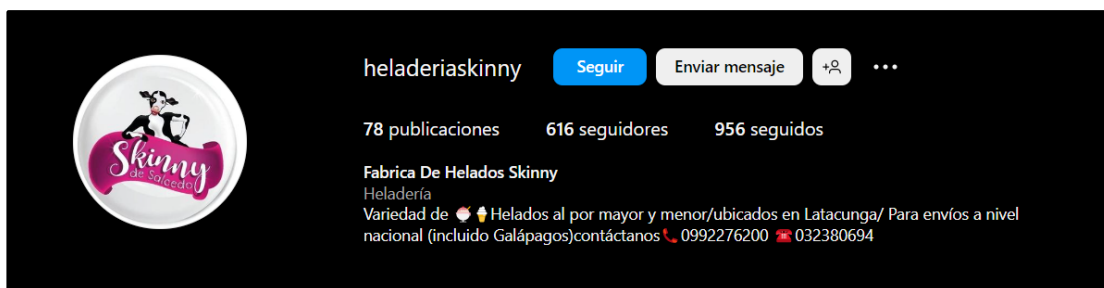 heladeriaskinny Seguir Enviar mensaje
78 publicaciones 616 seguidores 956 seguidos
Fabrica De Helados Skinny
Heladería
Variedad de 🍧🍦Helados al por mayor y menor/ubicados en Latacunga/ Para envíos a nivel
nacional (incluido Galápagos)contáctanos📞0992276200 ☎️032380694
Skinny
de Salcedo